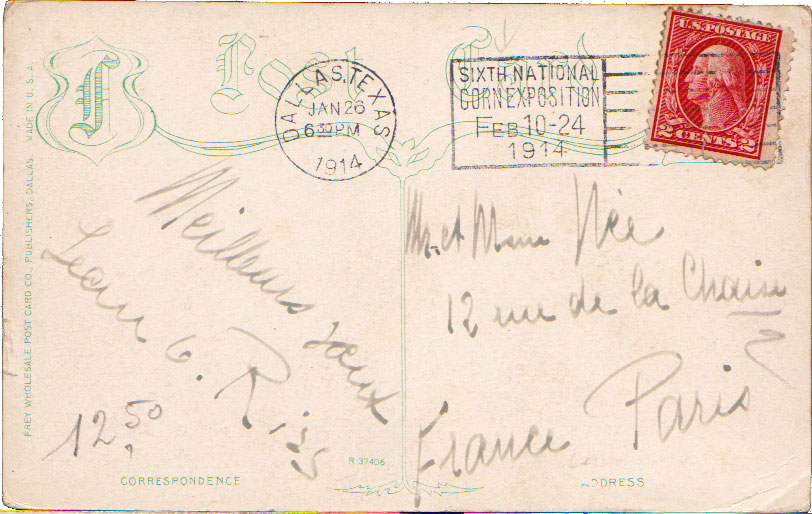 Post Card
DALLAS, TEXAS
JAN 26
6 30 PM
1914
SIXTH NATIONAL
CORN EXPOSITION
FEB. 10-24
1914
U.S. POSTAGE
2 CENTS 2
MADE IN U.S.A.
FREY WHOLESALE POST CARD CO., PUBLISHERS, DALLAS.
Meilleurs
Leon G.
12 50
Mr et Mme Née
12 rue de la Chaise
Paris
France
R-37406
CORRESPONDENCE
ADDRESS